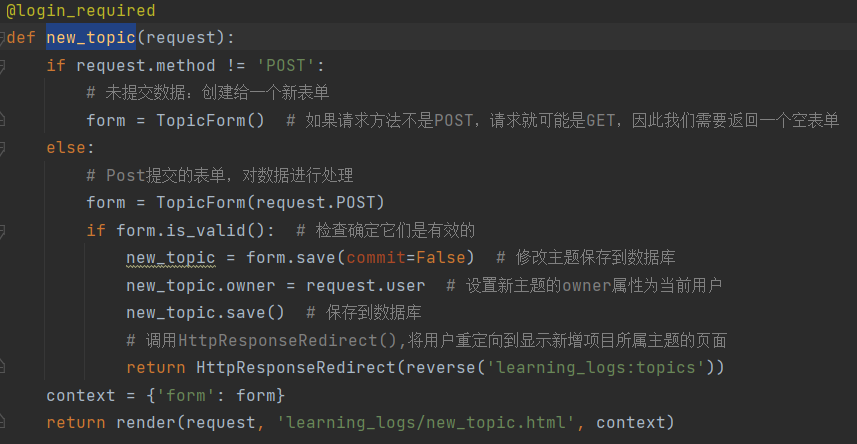 @login_required
def new_topic(request):
    if request.method != 'POST':
        # 未提交数据：创建给一个新表单
        form = TopicForm()  # 如果请求方法不是POST，请求就可能是GET，因此我们需要返回一个空表单
    else:
        # Post提交的表单，对数据进行处理
        form = TopicForm(request.POST)
        if form.is_valid():  # 检查确定它们是有效的
            new_topic = form.save(commit=False)  # 修改主题保存到数据库
            new_topic.owner = request.user  # 设置新主题的owner属性为当前用户
            new_topic.save()  # 保存到数据库
            # 调用HttpResponseRedirect(),将用户重定向到显示新增项目所属主题的页面
            return HttpResponseRedirect(reverse('learning_logs:topics'))
    context = {'form': form}
    return render(request, 'learning_logs/new_topic.html', context)